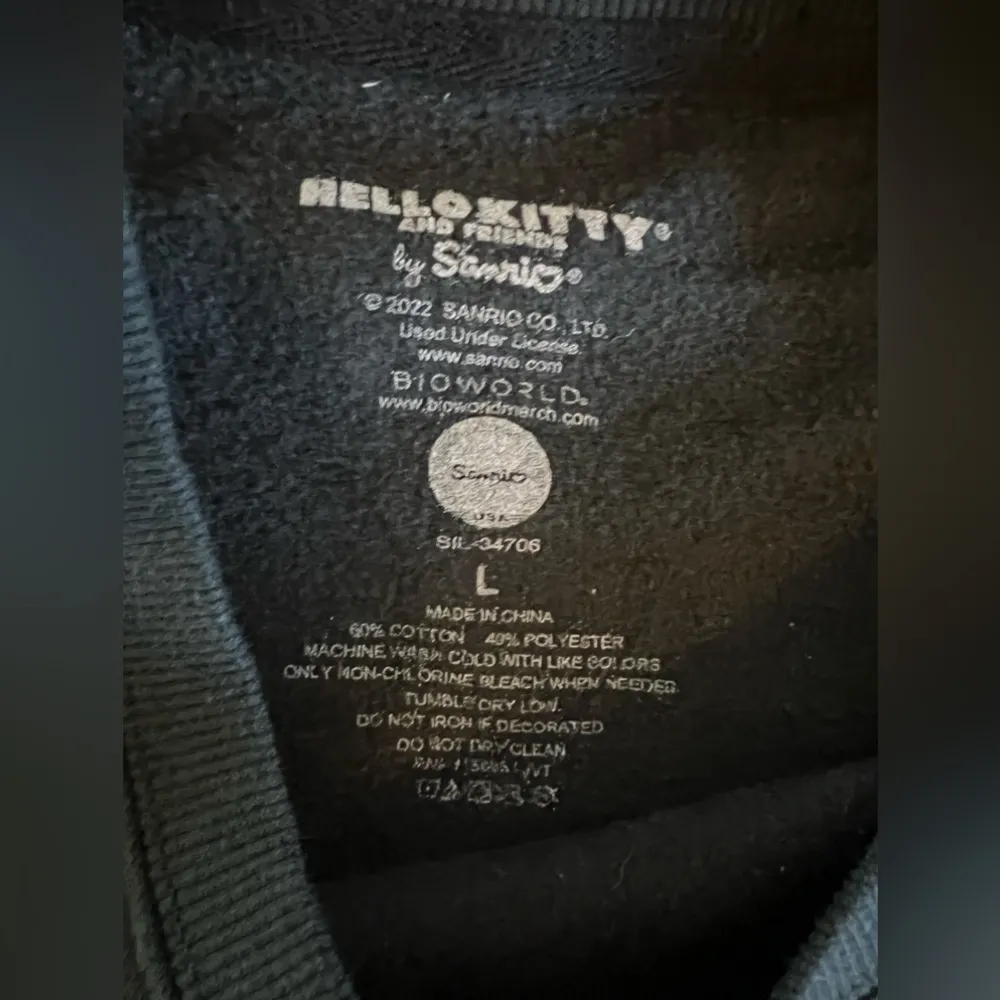 HELLO KITTY®
AND FRIENDS
by Sanrio®
© 2022 SANRIO CO., LTD.
Used Under License.
www.sanrio.com
BIOWORLD®
www.bioworldmerch.com
Sanrio
USA
SIL-34706
L
MADE IN CHINA
60% COTTON 40% POLYESTER
MACHINE WASH COLD WITH LIKE COLORS
ONLY NON-CHLORINE BLEACH WHEN NEEDED
TUMBLE DRY LOW.
DO NOT IRON IF DECORATED
DO NOT DRY CLEAN